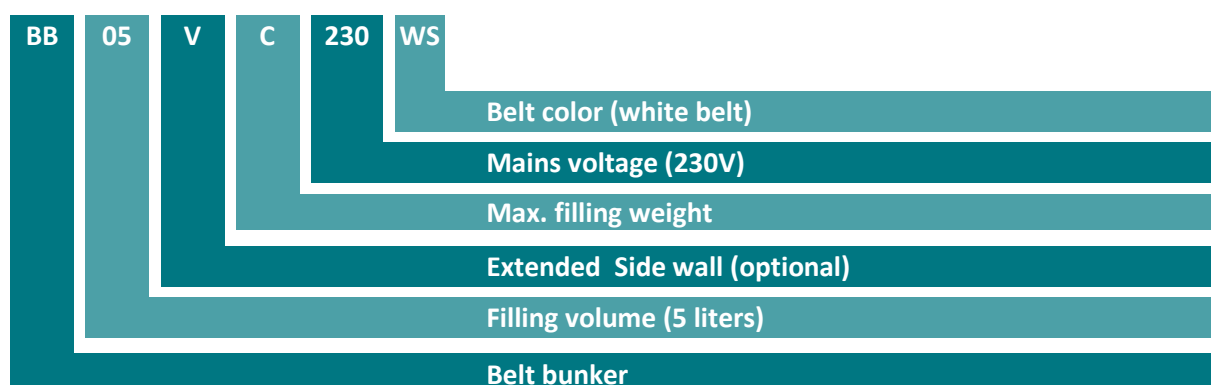 BB 05 V C 230 WS
Belt color (white belt)
Mains voltage (230V)
Max. filling weight
Extended Side wall (optional)
Filling volume (5 liters)
Belt bunker